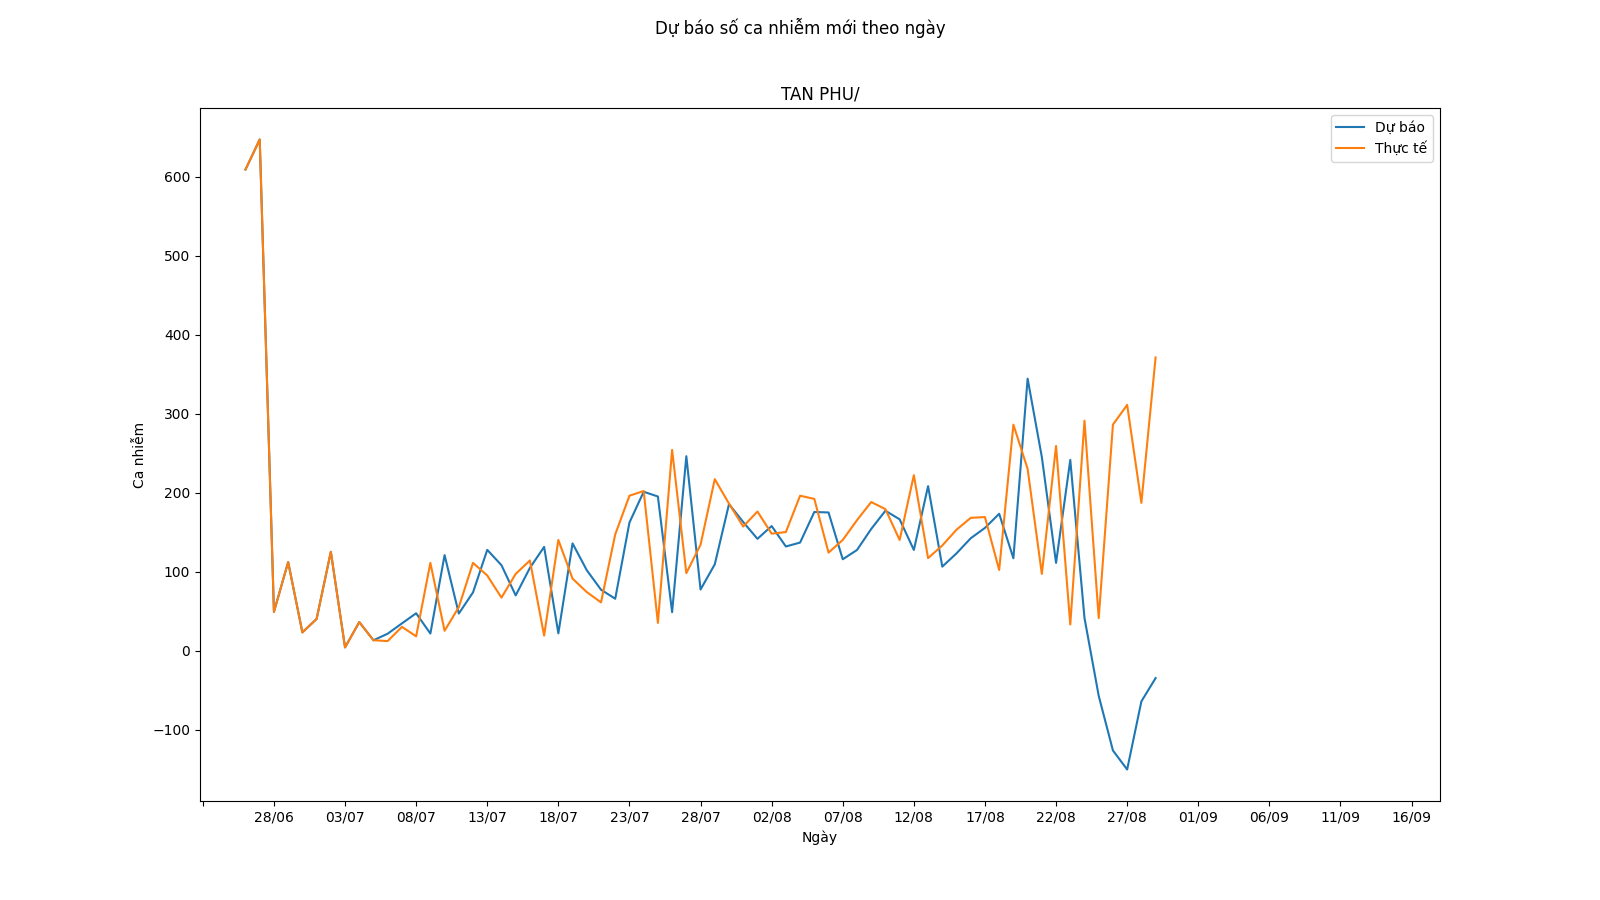 Dự báo số ca nhiễm mới theo ngày
TAN PHU/
Dự báo
Thực tế
600
500
400
300
200
100
0
−100
Ca nhiễm
28/06 03/07 08/07 13/07 18/07 23/07 28/07 02/08 07/08 12/08 17/08 22/08 27/08 01/09 06/09 11/09 16/09
Ngày